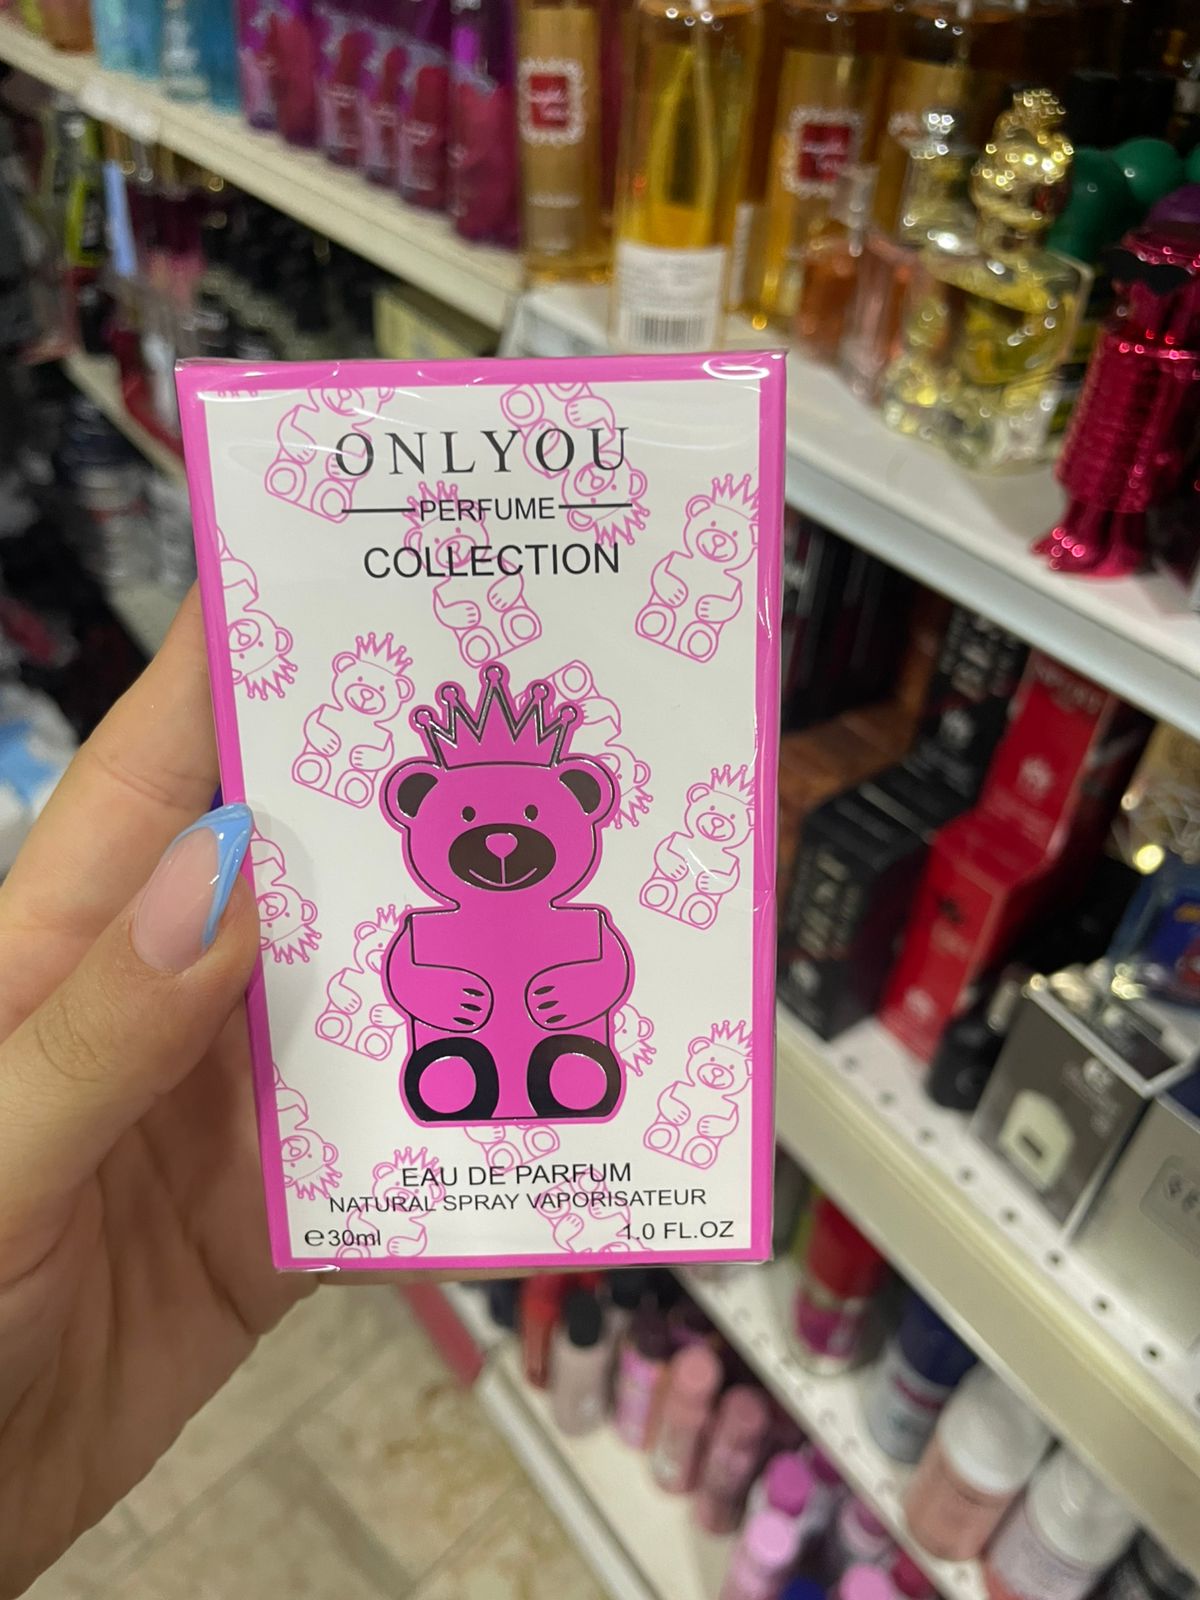 ONLYOU
PERFUME
COLLECTION
EAU DE PARFUM
NATURAL SPRAY VAPORISATEUR
℮30ml 1.0 FL.OZ